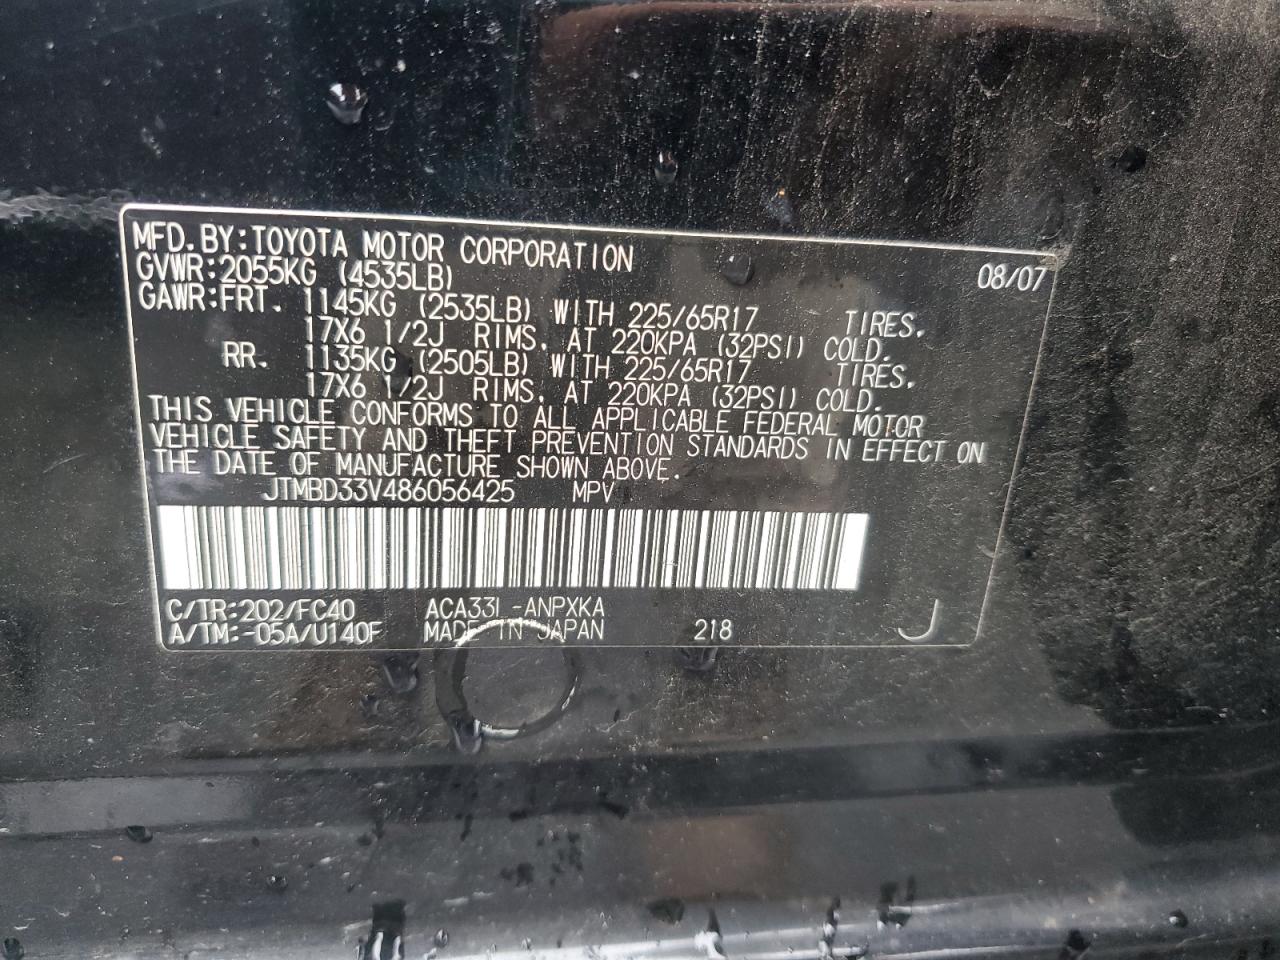 MFD.BY:TOYOTA MOTOR CORPORATION 08/07
GVWR:2055KG (4535LB)
GAWR:FRT. 1145KG (2535LB) WITH 225/65R17 TIRES.
17X6 1/2J RIMS, AT 220KPA (32PSI) COLD.
RR. 1135KG (2505LB) WITH 225/65R17 TIRES.
17X6 1/2J RIMS, AT 220KPA (32PSI) COLD.
THIS VEHICLE CONFORMS TO ALL APPLICABLE FEDERAL MOTOR
VEHICLE SAFETY AND THEFT PREVENTION STANDARDS IN EFFECT ON
THE DATE OF MANUFACTURE SHOWN ABOVE.
JTMBD33V486056425 MPV
C/TR:202/FC40 ACA33L-ANPXKA
A/TM:-05A/U140F MADE IN JAPAN 218 J